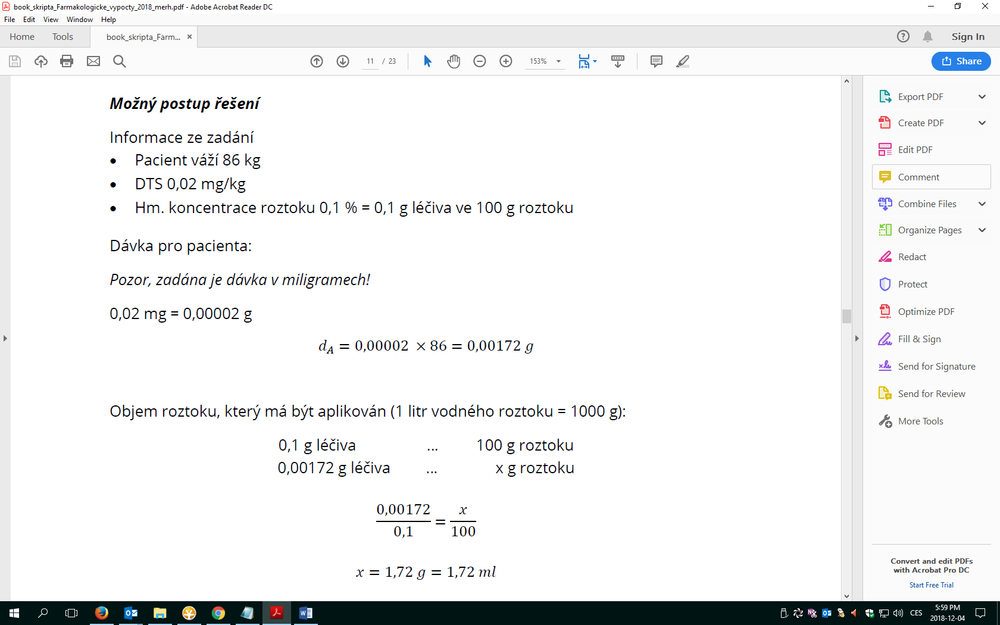 book_skripta_Farmakologicke_vypocty_2018_merh.pdf - Adobe Acrobat Reader DC
File Edit View Window Help
Home Tools book_skripta_Farm... × Sign In
11 / 23 153% Share
Možný postup řešení
Informace ze zadání
• Pacient váží 86 kg
• DTS 0,02 mg/kg
• Hm. koncentrace roztoku 0,1 % = 0,1 g léčiva ve 100 g roztoku
Dávka pro pacienta:
Pozor, zadána je dávka v miligramech!
0,02 mg = 0,00002 g
d_A = 0,00002 × 86 = 0,00172 g
Objem roztoku, který má být aplikován (1 litr vodného roztoku = 1000 g):
0,1 g léčiva ... 100 g roztoku
0,00172 g léčiva ... x g roztoku
0,00172 / 0,1 = x / 100
x = 1,72 g = 1,72 ml
Export PDF
Create PDF
Edit PDF
Comment
Combine Files
Organize Pages
Redact
Protect
Optimize PDF
Fill & Sign
Send for Signature
Send for Review
More Tools
Convert and edit PDFs
with Acrobat Pro DC
Start Free Trial
CES
5:59 PM
2018-12-04